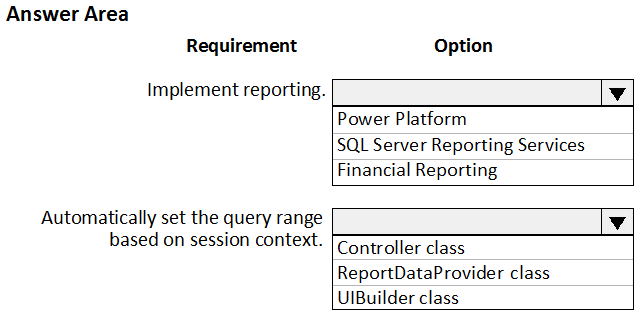 Answer Area
Requirement Option
Implement reporting.
Power Platform
SQL Server Reporting Services
Financial Reporting
Automatically set the query range
based on session context.
Controller class
ReportDataProvider class
UIBuilder class